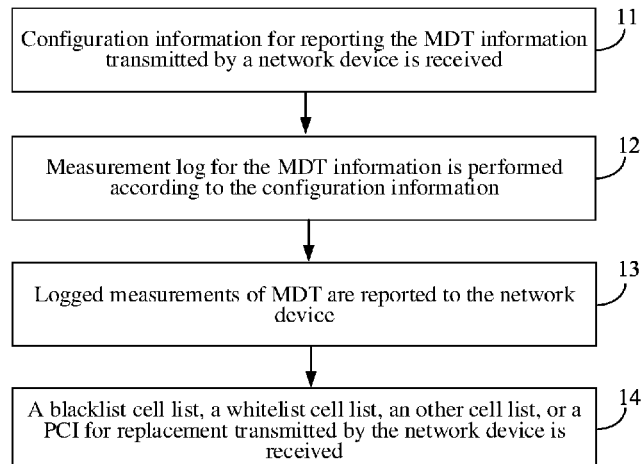 11
Configuration information for reporting the MDT information
transmitted by a network device is received
12
Measurement log for the MDT information is performed
according to the configuration information
13
Logged measurements of MDT are reported to the network
device
14
A blacklist cell list, a whitelist cell list, an other cell list, or a
PCI for replacement transmitted by the network device is
received